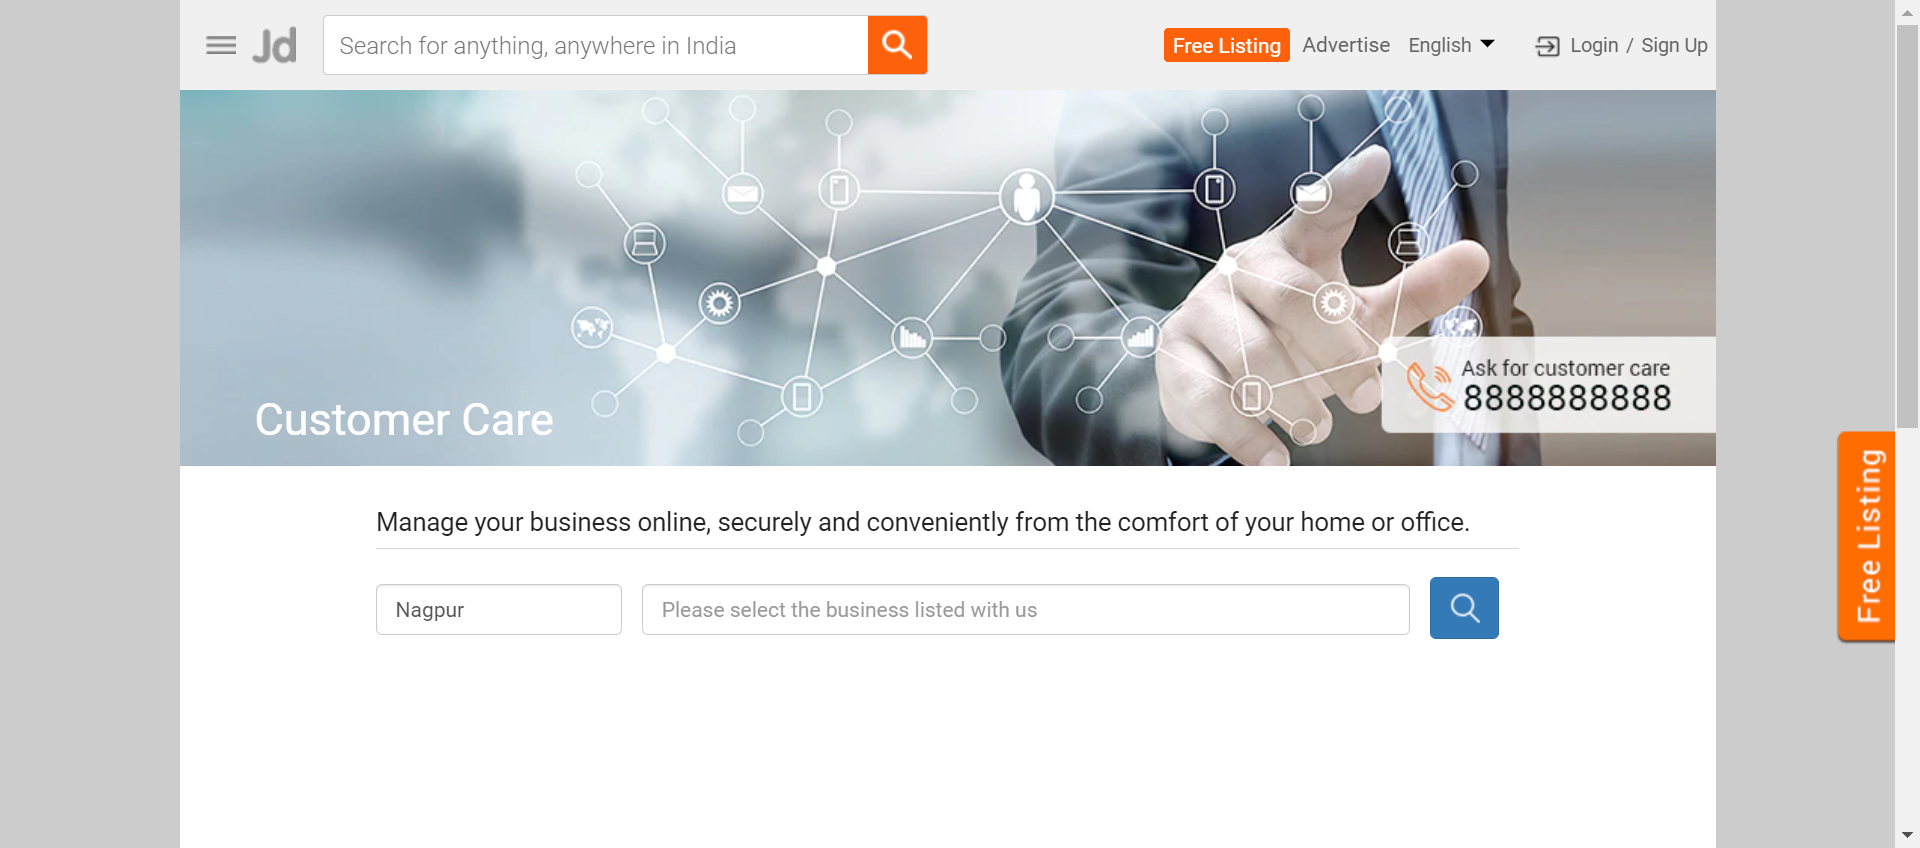 Jd
Search for anything, anywhere in India
Free Listing
Advertise
English
Login / Sign Up
Ask for customer care
8888888888
Customer Care
Free Listing
Manage your business online, securely and conveniently from the comfort of your home or office.
Nagpur
Please select the business listed with us